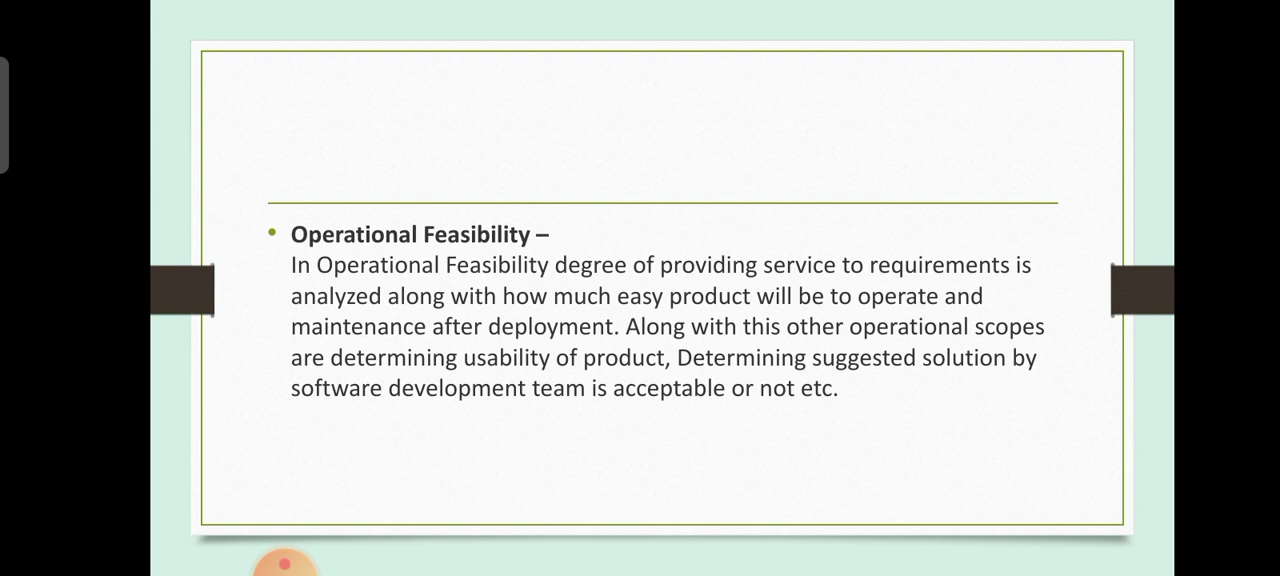 • Operational Feasibility –
In Operational Feasibility degree of providing service to requirements is
analyzed along with how much easy product will be to operate and
maintenance after deployment. Along with this other operational scopes
are determining usability of product, Determining suggested solution by
software development team is acceptable or not etc.